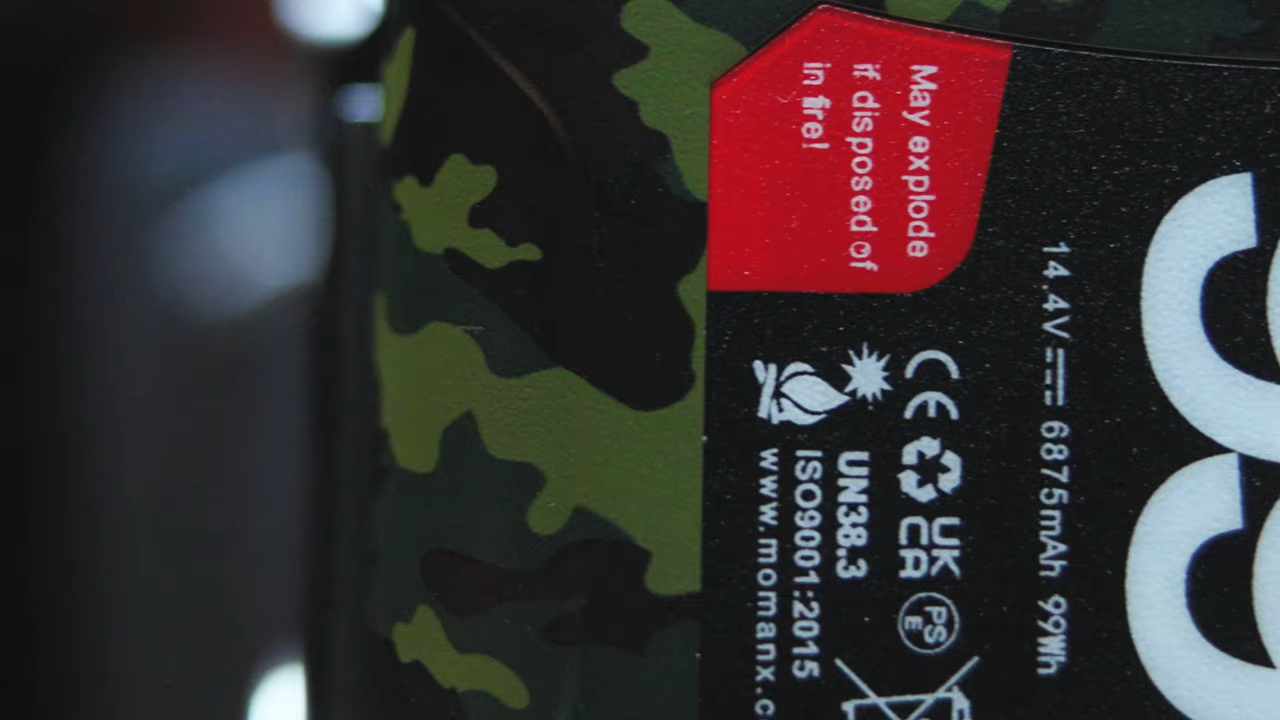 99
14.4V 6875mAh 99Wh
May explode
if disposed of
in fire!
CE UK
CA
PS
E
UN38.3
ISO9001:2015
www.momanx.c